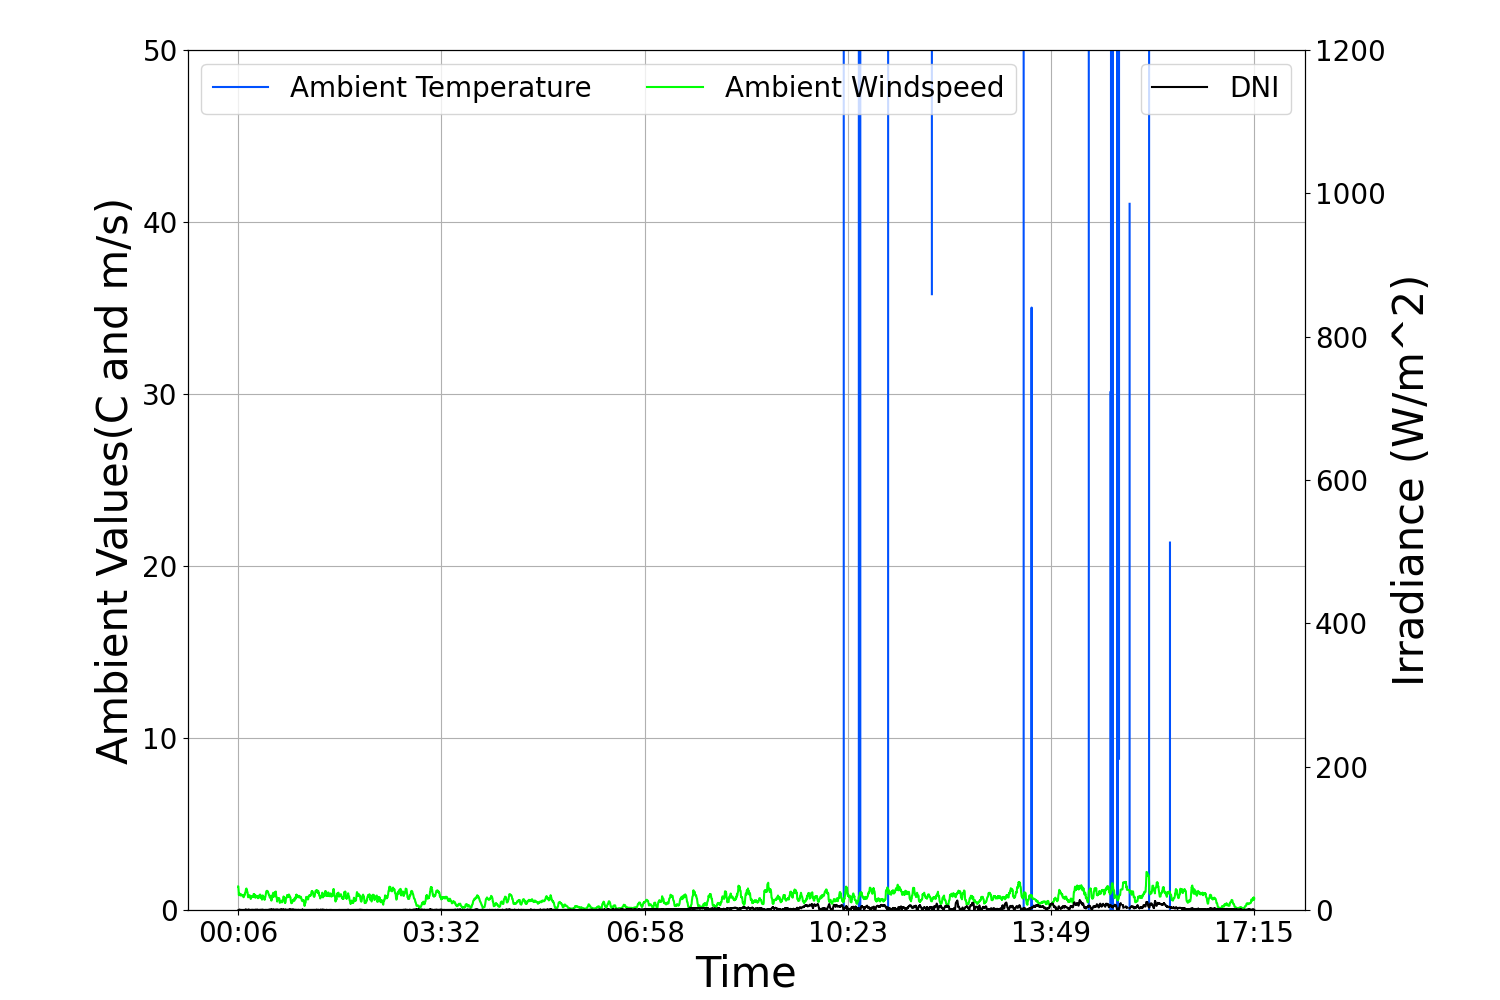 Ambient Temperature
Ambient Windspeed
DNI
Ambient Values(C and m/s)
50
40
30
20
10
0
1200
1000
800
600
400
200
0
Irradiance (W/m^2)
00:06 03:32 06:58 10:23 13:49 17:15
Time